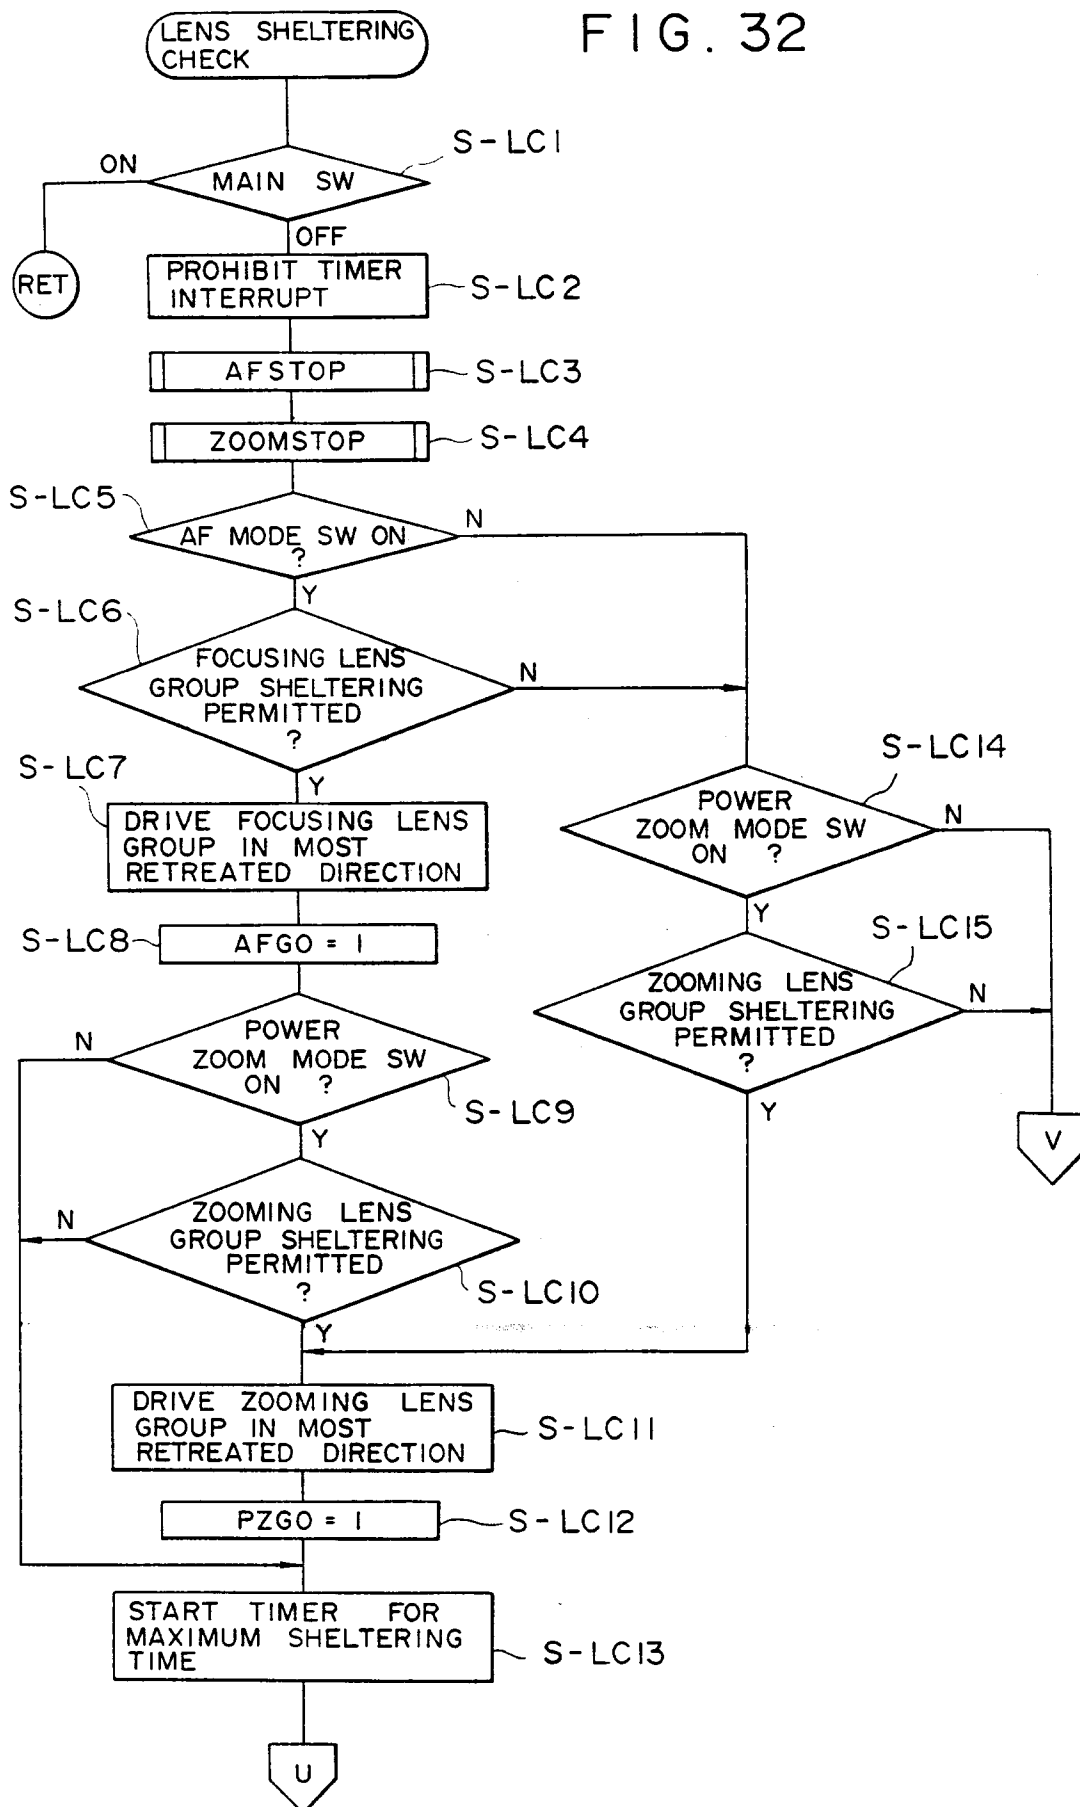 FIG. 32
LENS SHELTERING
CHECK
S-LC1
ON
MAIN SW
OFF
RET
PROHIBIT TIMER
INTERRUPT
S-LC2
AFSTOP
S-LC3
ZOOMSTOP
S-LC4
S-LC5
AF MODE SW ON
?
N
Y
S-LC6
FOCUSING LENS
GROUP SHELTERING
PERMITTED
?
N
Y
S-LC7
DRIVE FOCUSING LENS
GROUP IN MOST
RETREATED DIRECTION
S-LC8
AFGO = 1
POWER
ZOOM MODE SW
ON ?
N
S-LC9
Y
ZOOMING LENS
GROUP SHELTERING
PERMITTED
?
N
S-LC10
Y
S-LC14
POWER
ZOOM MODE SW
ON ?
N
Y
S-LC15
ZOOMING LENS
GROUP SHELTERING
PERMITTED
?
N
Y
V
DRIVE ZOOMING LENS
GROUP IN MOST
RETREATED DIRECTION
S-LC11
PZGO = 1
S-LC12
START TIMER FOR
MAXIMUM SHELTERING
TIME
S-LC13
U